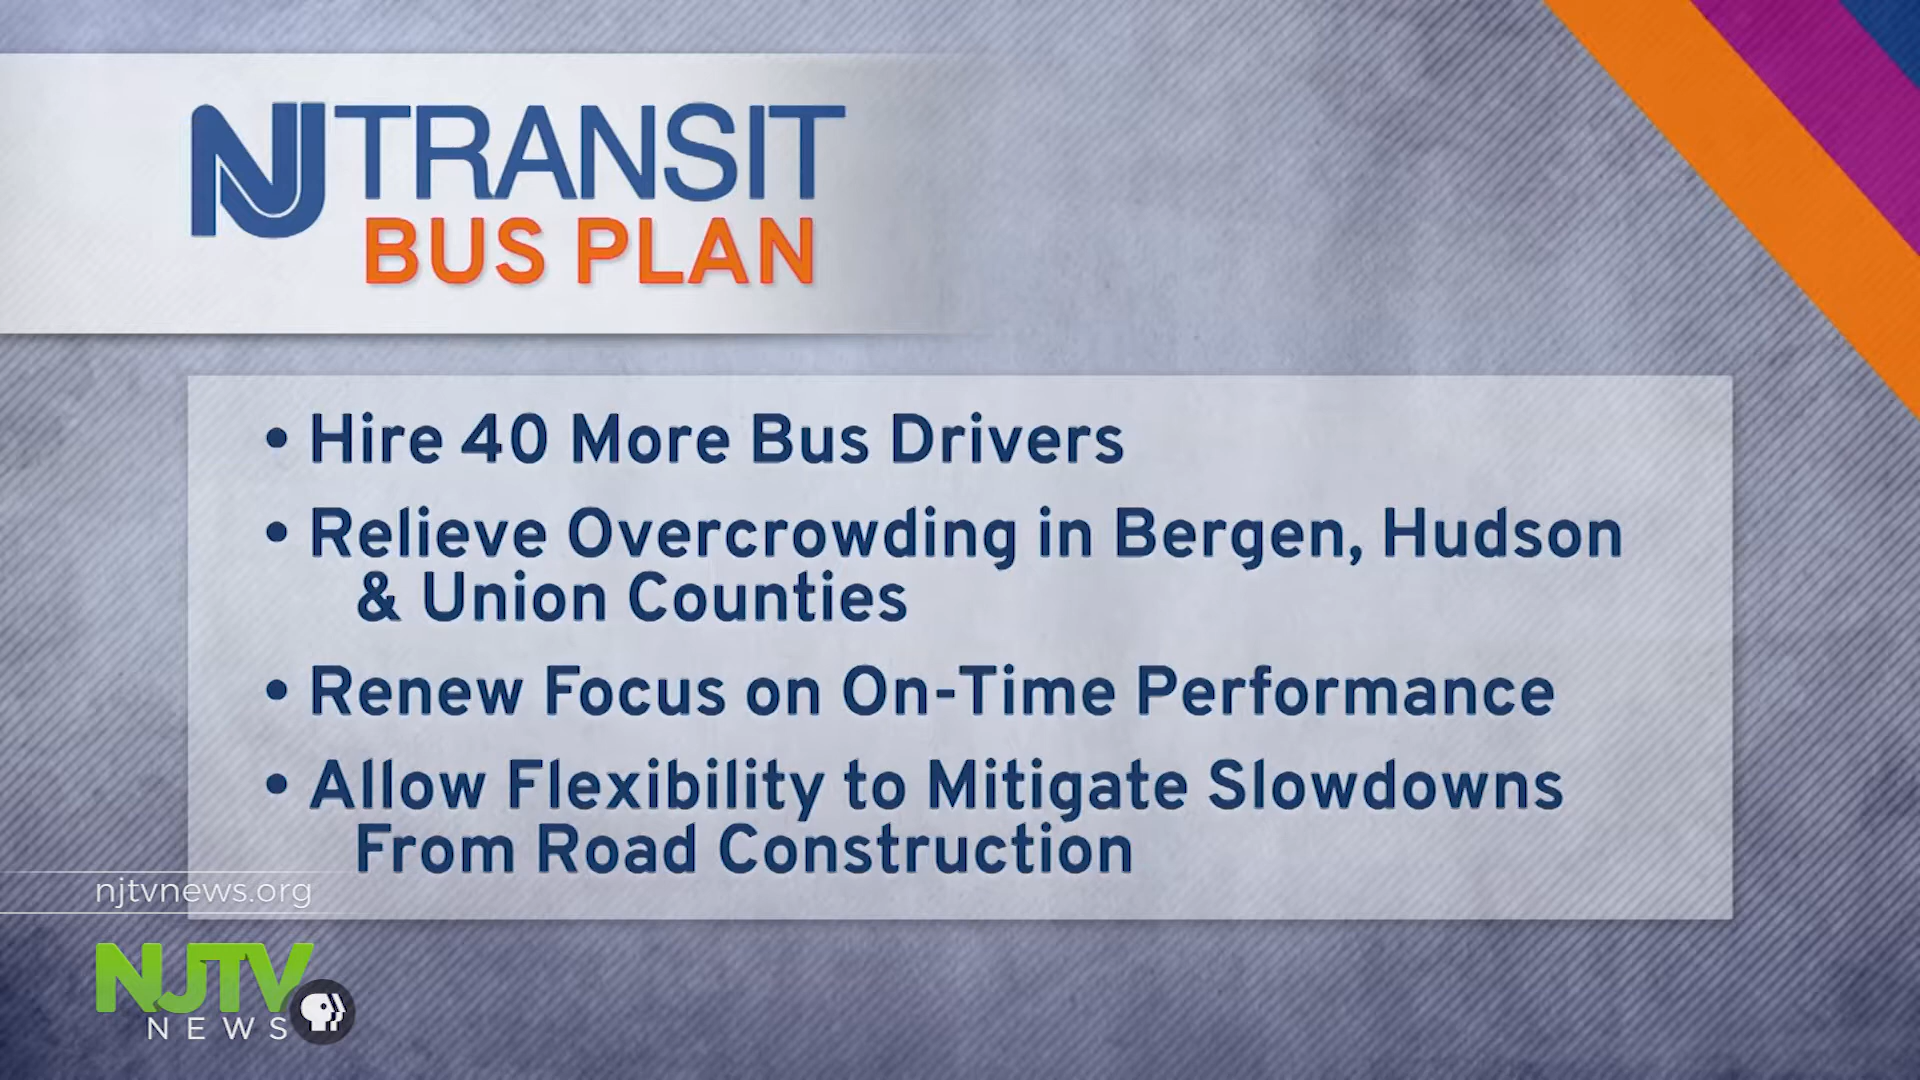 NJ TRANSIT
BUS PLAN
• Hire 40 More Bus Drivers
• Relieve Overcrowding in Bergen, Hudson
& Union Counties
• Renew Focus on On-Time Performance
• Allow Flexibility to Mitigate Slowdowns
From Road Construction
njtvnews.org
NJTV
NEWS